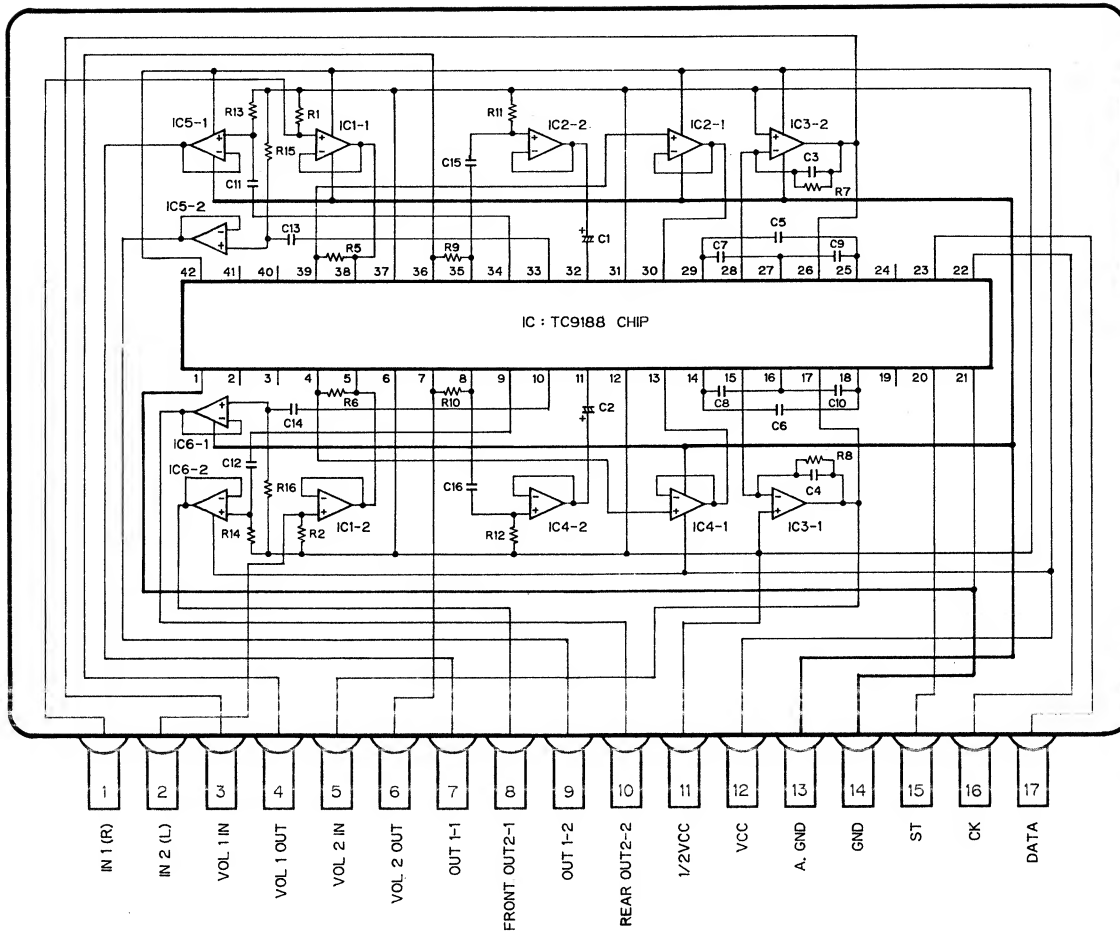 R13
R1
R11
IC5-1
IC1-1
IC2-2
IC2-1
IC3-2
R15
C15
C3
R7
C11
IC5-2
C13
C1
C5
R5
R9
C7
C9
42 41 40 39 38 37 36 35 34 33 32 31 30 29 28 27 26 25 24 23 22
IC : TC9188 CHIP
1 2 3 4 5 6 7 8 9 10 11 12 13 14 15 16 17 18 19 20 21
R6
R10
C8
C10
C14
C2
C6
IC6-1
C12
R8
IC6-2
R16
C16
C4
R14
R2
IC1-2
R12
IC4-2
IC4-1
IC3-1
1 2 3 4 5 6 7 8 9 10 11 12 13 14 15 16 17
IN 1 (R)
IN 2 (L)
VOL 1 IN
VOL 1 OUT
VOL 2 IN
VOL 2 OUT
OUT 1-1
FRONT OUT2-1
OUT 1-2
REAR OUT2-2
1/2VCC
VCC
A. GND
GND
ST
CK
DATA